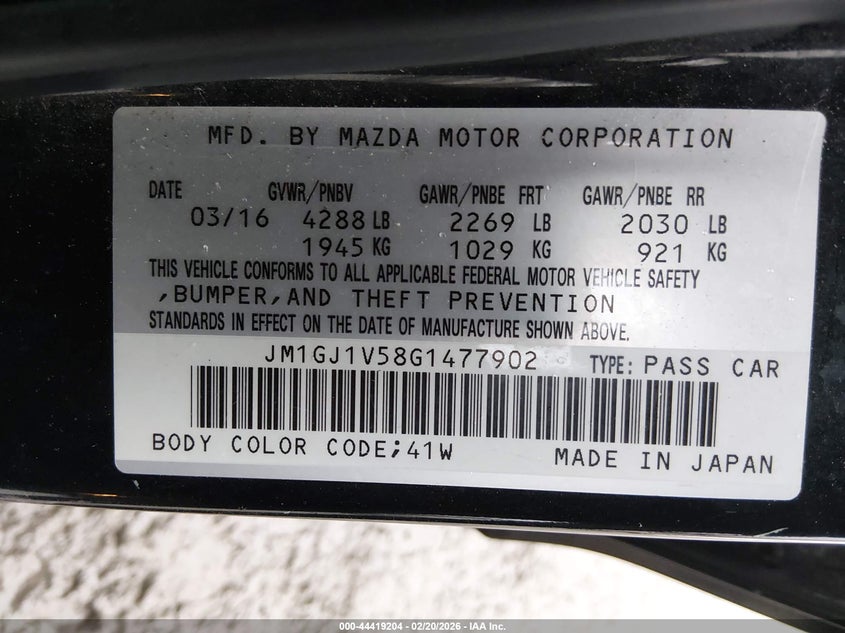 MFD. BY MAZDA MOTOR CORPORATION
DATE GVWR/PNBV GAWR/PNBE FRT GAWR/PNBE RR
03/16 4288 LB 2269 LB 2030 LB
1945 KG 1029 KG 921 KG
THIS VEHICLE CONFORMS TO ALL APPLICABLE FEDERAL MOTOR VEHICLE SAFETY
,BUMPER,AND THEFT PREVENTION
STANDARDS IN EFFECT ON THE DATE OF MANUFACTURE SHOWN ABOVE.
JM1GJ1V58G1477902 TYPE: PASS CAR
BODY COLOR CODE;41W MADE IN JAPAN
000-44419204 - 02/20/2026 - IAA Inc.